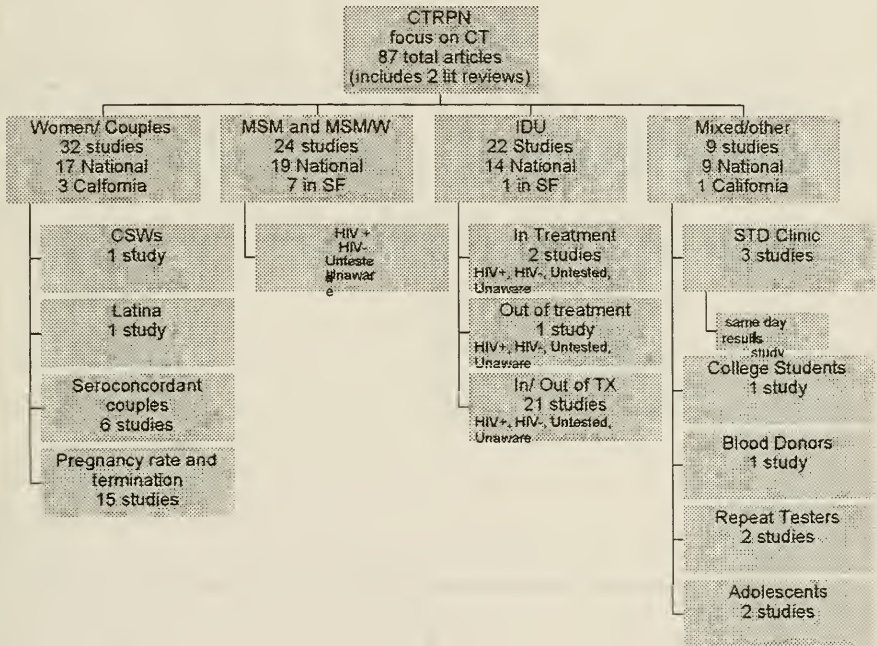 CTRPN
focus on CT
87 total articles
(includes 2 lit reviews)
Women/ Couples
32 studies
17 National
3 Calfornia
CSWs
1 study
Latina
1 study
Seroconcordant
couples
6 studies
Pregnancy rate and
termination
15 studies
MSM and MSM/W
24 studies
19 National
7 in SF
HIV +
HIV-
Unteste
Unawar
e
IDU
22 Studies
14 National
1 in SF
In Treatment
2 studies
HIV+, HIV-, Untested,
Unaware
Out of treatment
1 study
HIV+, HIV-, Untested,
Unaware
In/ Out of TX
21 studies
HIV+, HIV-, Untested,
Unaware
Mixed/other
9 studies
9 National
1 California
STD Clinic
3 studies
same day
results
study
College Students
1 study
Blood Donors
1 study
Repeat Testers
2 studies
Adolescents
2 studies